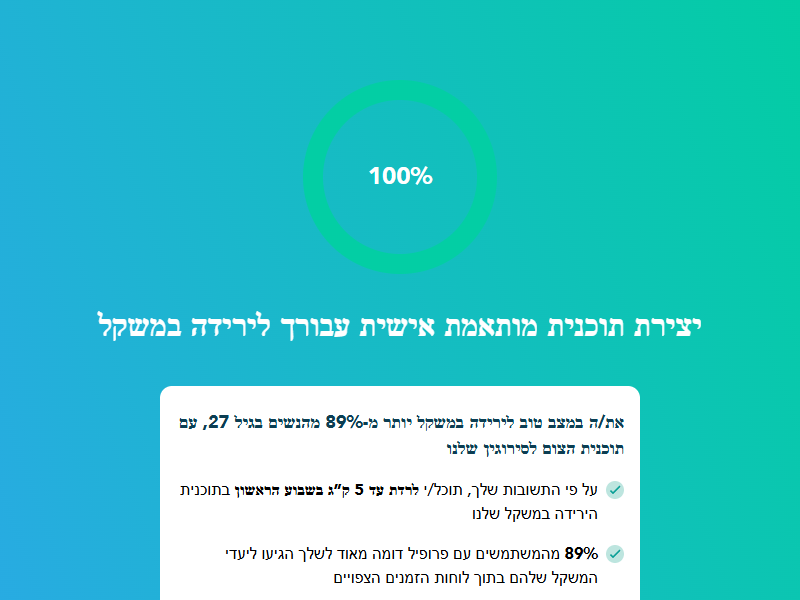 100%
יצירת תוכנית מותאמת אישית עבורך לירידה במשקל
את/ה במצב טוב לירידה במשקל יותר מ-89% מהנשים בגיל 27, עם
תוכנית הצום לסירוגין שלנו
על פי התשובות שלך, תוכל/י לרדת עד 5 ק"ג בשבוע הראשון בתוכנית
הירידה במשקל שלנו
89% מהמשתמשים עם פרופיל דומה מאוד לשלך הגיעו ליעדי
המשקל שלהם בתוך לוחות הזמנים הצפויים